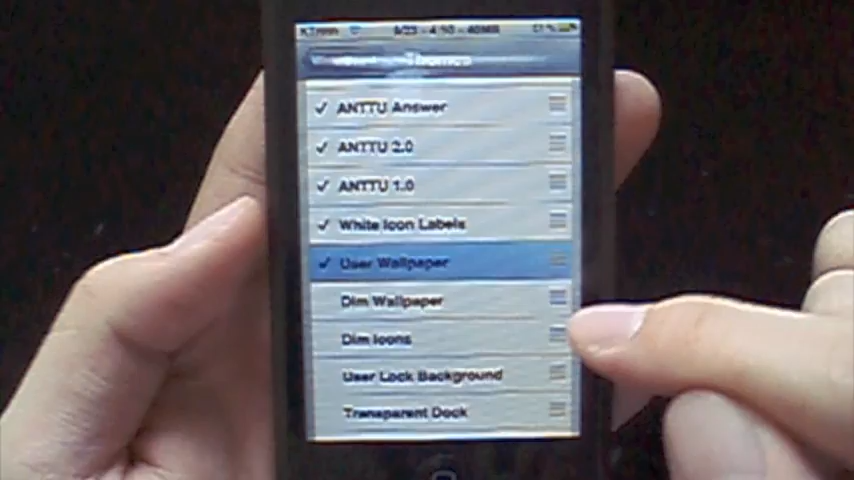 Themes
ANTTU Answer
ANTTU 2.0
ANTTU 1.0
White Icon Labels
User Wallpaper
Dim Wallpaper
Dim Icons
User Lock Background
Transparent Dock